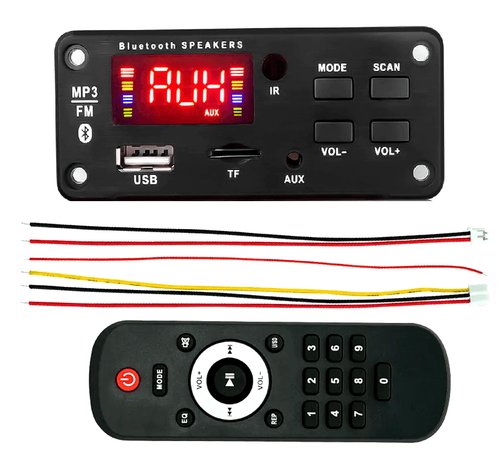 Bluetooth SPEAKERS
MP3
FM
AUX
AUX
IR
MODE
SCAN
VOL-
VOL+
USB
TF
AUX
MODE
EQ
VOL+
VOL-
USD
REP
3 6 9
2 5 8 0
1 4 7